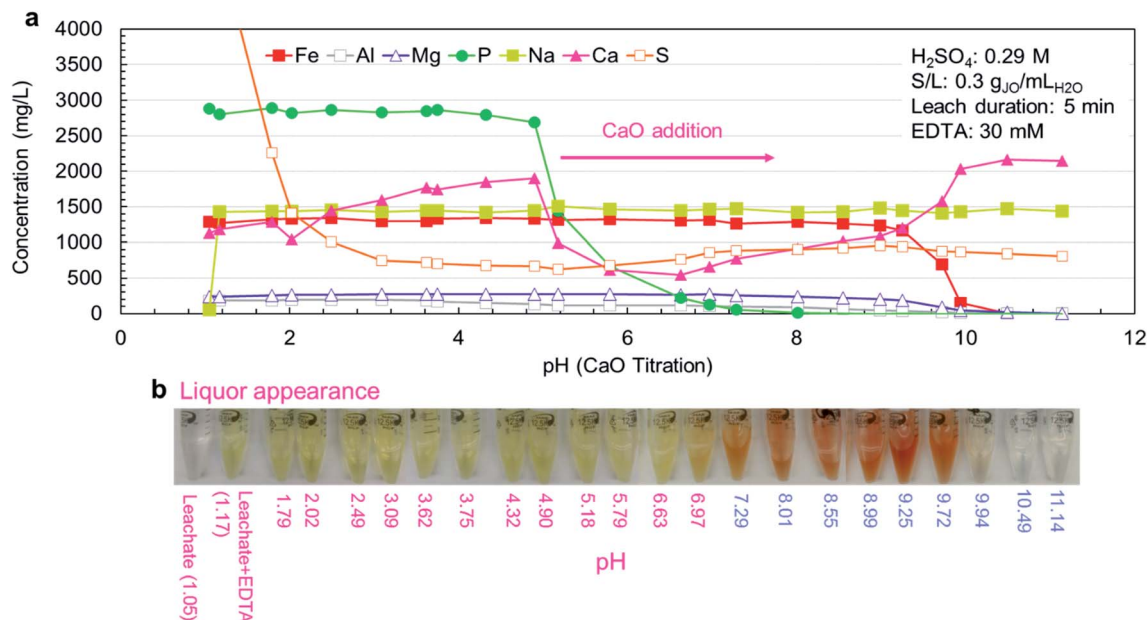 a
4000
3500
3000
2500
2000
1500
1000
500
0
Concentration (mg/L)
Fe Al Mg P Na Ca S
H2SO4: 0.29 M
S/L: 0.3 gJO/mLH2O
Leach duration: 5 min
EDTA: 30 mM
CaO addition
0 2 4 6 8 10 12
pH (CaO Titration)
b Liquor appearance
Leachate (1.05)
Leachate+EDTA
(1.17)
1.79
2.02
2.49
3.09
3.62
3.75
4.32
4.90
5.18
5.79
6.63
6.97
7.29
8.01
8.55
8.99
9.25
9.72
9.94
10.49
11.14
pH